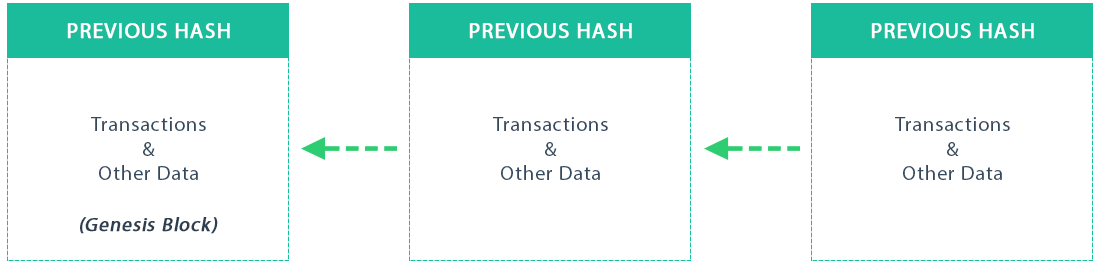 PREVIOUS HASH
Transactions
&
Other Data
(Genesis Block)
PREVIOUS HASH
Transactions
&
Other Data
PREVIOUS HASH
Transactions
&
Other Data